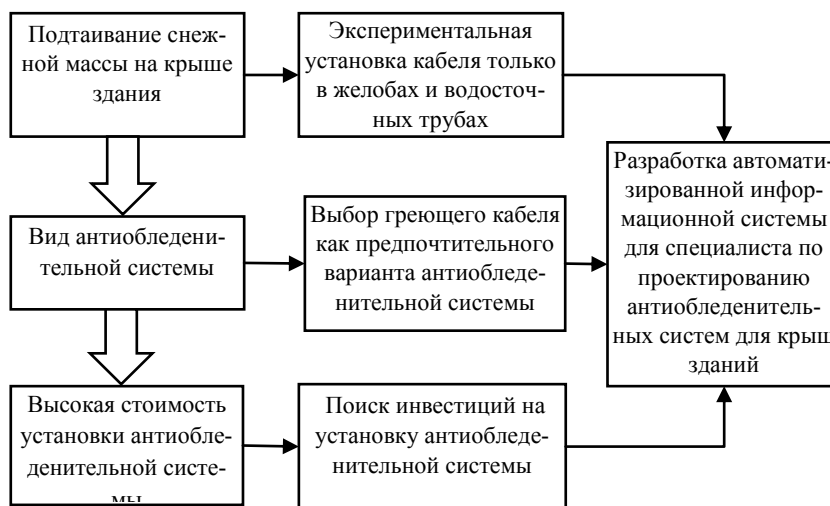 Подтаивание снеж-
ной массы на крыше
здания
Экспериментальная
установка кабеля только
в желобах и водосточ-
ных трубах
Разработка автомати-
зированной инфор-
мационной системы
для специалиста по
проектированию
антиобледенитель-
ных систем для крыш
зданий
Вид антиобледени-
тельной системы
Выбор греющего кабеля
как предпочтительного
варианта антиобледе-
нительной системы
Высокая стоимость
установки антиобле-
денительной систе-
мы
Поиск инвестиций на
установку антиобледе-
нительной системы